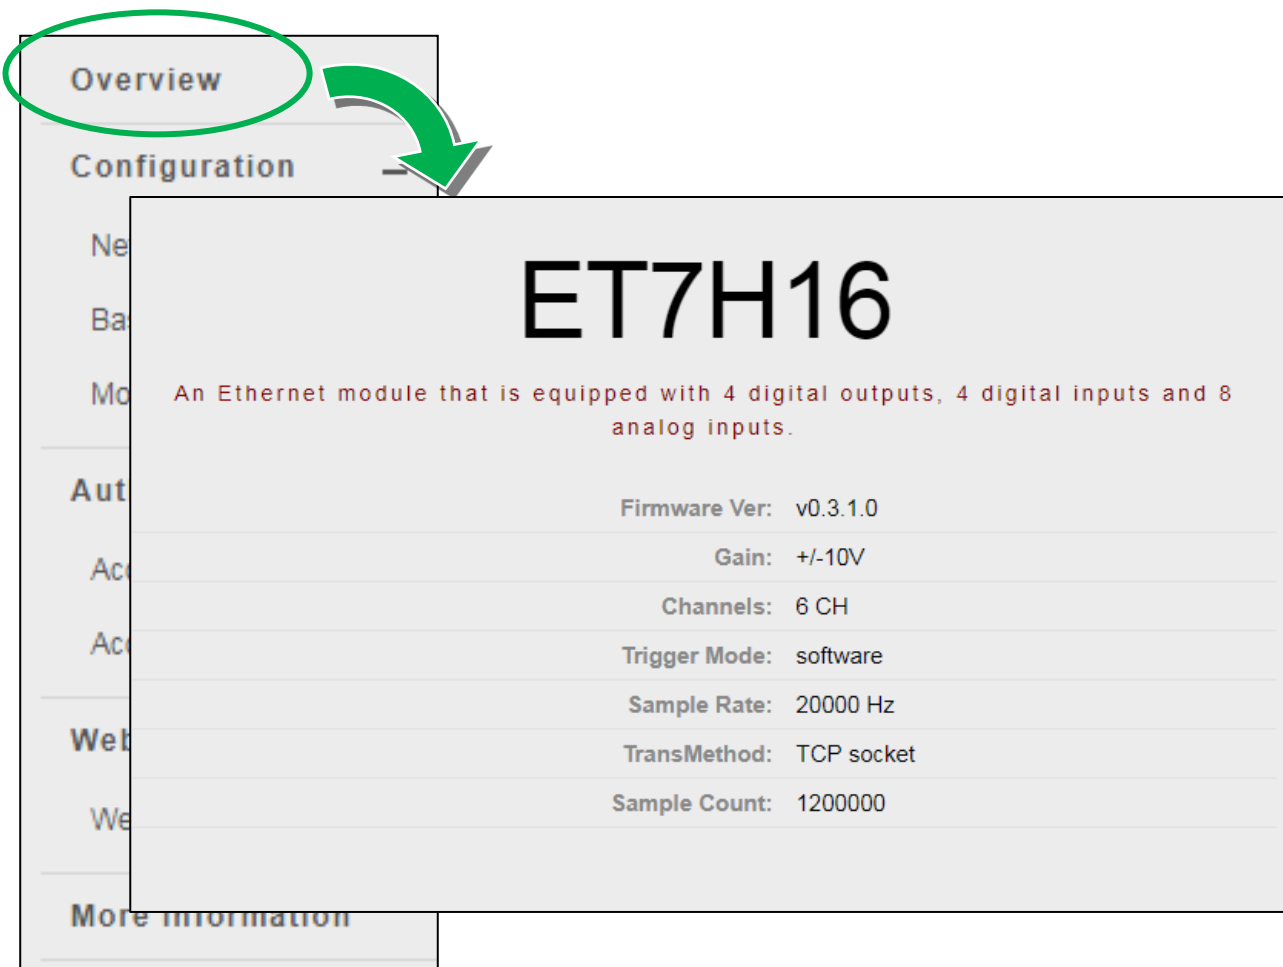 Overview
Configuration
ET7H16
An Ethernet module that is equipped with 4 digital outputs, 4 digital inputs and 8
analog inputs.
Firmware Ver: v0.3.1.0
Gain: +/-10V
Channels: 6 CH
Trigger Mode: software
Sample Rate: 20000 Hz
TransMethod: TCP socket
Sample Count: 1200000
More Information